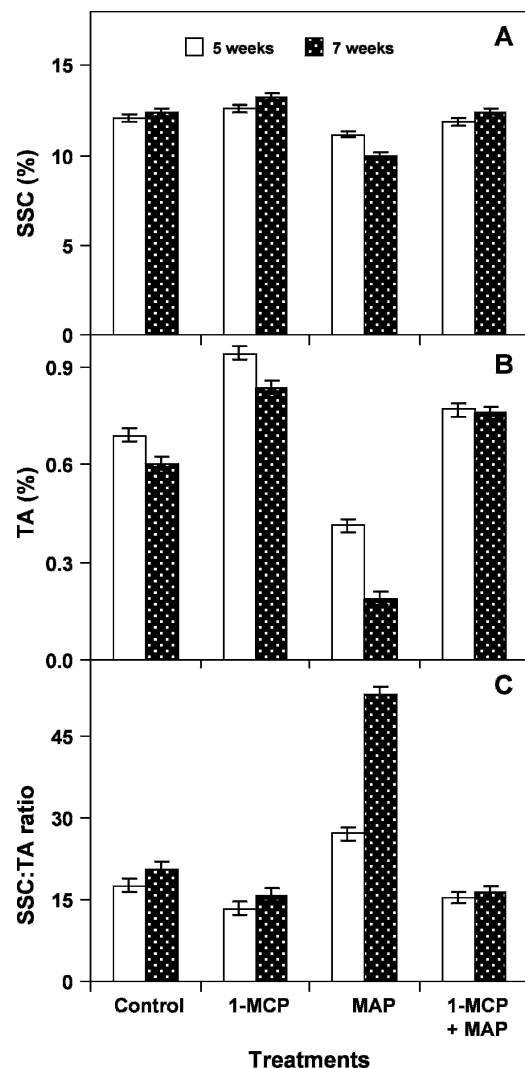 A
5 weeks 7 weeks
15
10
5
0
SSC (%)
B
0.9
0.6
0.3
0.0
TA (%)
C
45
30
15
0
SSC:TA ratio
Control 1-MCP MAP 1-MCP
+ MAP
Treatments